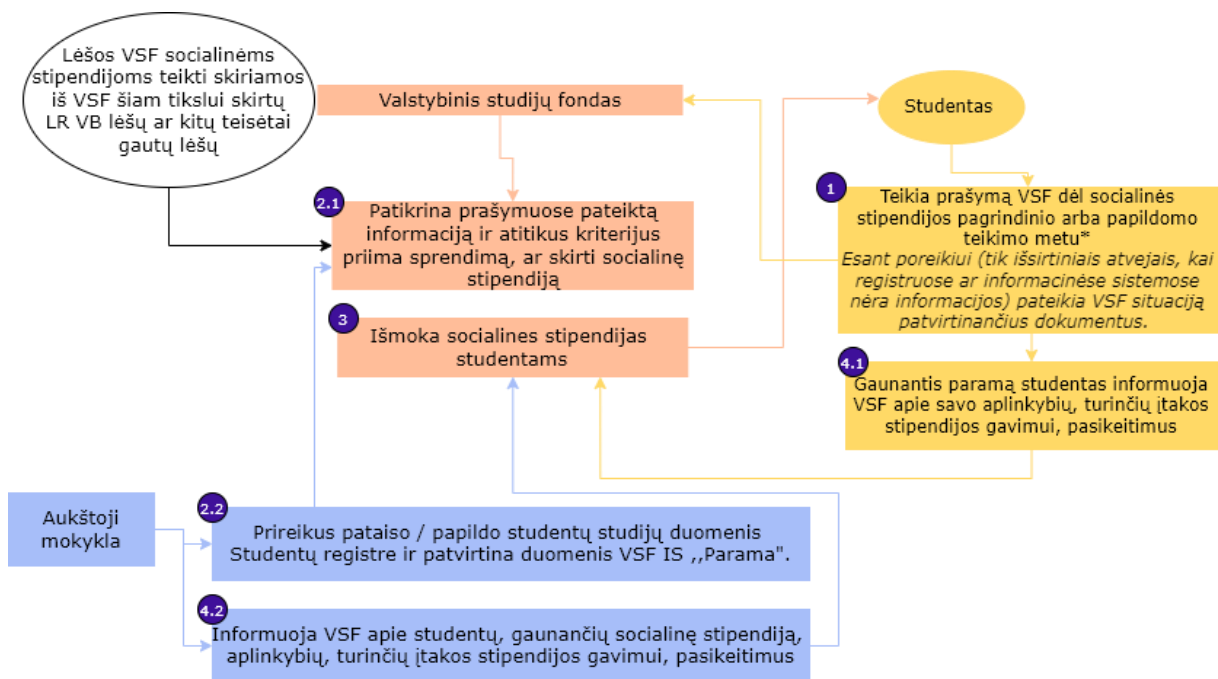 Lėšos VSF socialinėms
stipendijoms teikti skiriamos
iš VSF šiam tikslui skirtų
LR VB lėšų ar kitų teisėtai
gautų lėšų
Valstybinis studijų fondas
Studentas
1
Teikia prašymą VSF dėl socialinės
stipendijos pagrindinio arba papildomo
teikimo metu*
Esant poreikiui (tik išsirtiniais atvejais, kai
registruose ar informacinėse sistemose
nėra informacijos) pateikia VSF situaciją
patvirtinančius dokumentus.
2.1
Patikrina prašymuose pateiktą
informaciją ir atitikus kriterijus
priima sprendimą, ar skirti socialinę
stipendiją
3
Išmoka socialines stipendijas
studentams
4.1
Gaunantis paramą studentas informuoja
VSF apie savo aplinkybių, turinčių įtakos
stipendijos gavimui, pasikeitimus
Aukštoji
mokykla
2.2
Prireikus pataiso / papildo studentų studijų duomenis
Studentų registre ir patvirtina duomenis VSF IS ,,Parama".
4.2
Informuoja VSF apie studentų, gaunančių socialinę stipendiją,
aplinkybių, turinčių įtakos stipendijos gavimui, pasikeitimus